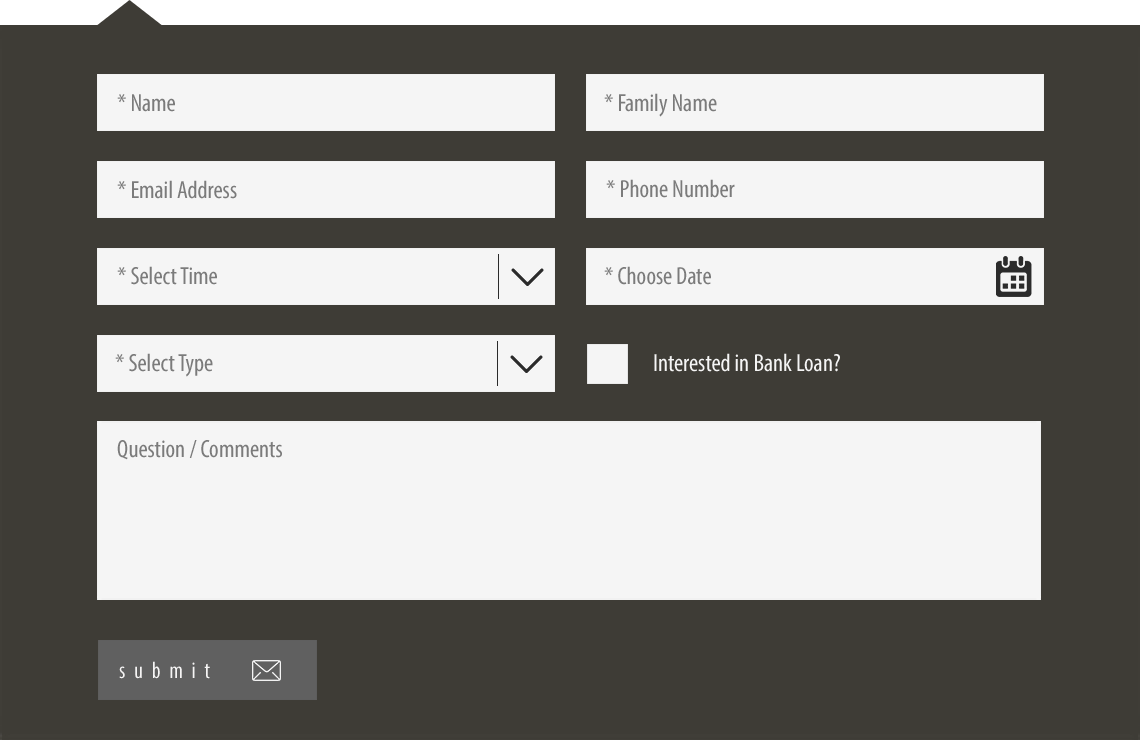 * Name
* Family Name
* Email Address
* Phone Number
* Select Time
* Choose Date
* Select Type
Interested in Bank Loan?
Question / Comments
submit